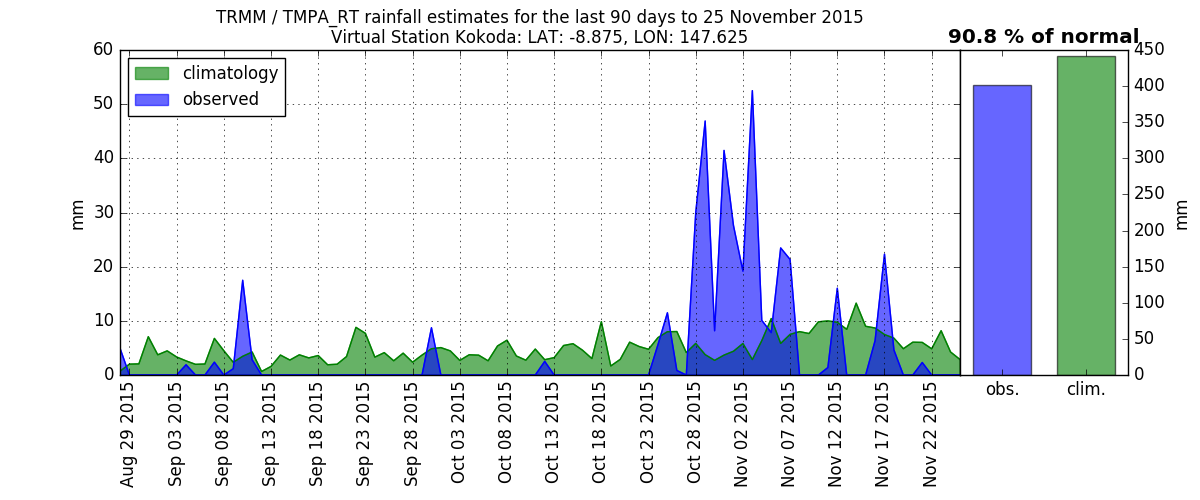 TRMM / TMPA_RT rainfall estimates for the last 90 days to 25 November 2015
Virtual Station Kokoda: LAT: -8.875, LON: 147.625
90.8 % of normal
climatology
observed
60
50
40
30
20
10
0
mm
450
400
350
300
250
200
150
100
50
0
mm
Aug 29 2015
Sep 03 2015
Sep 08 2015
Sep 13 2015
Sep 18 2015
Sep 23 2015
Sep 28 2015
Oct 03 2015
Oct 08 2015
Oct 13 2015
Oct 18 2015
Oct 23 2015
Oct 28 2015
Nov 02 2015
Nov 07 2015
Nov 12 2015
Nov 17 2015
Nov 22 2015
obs.
clim.